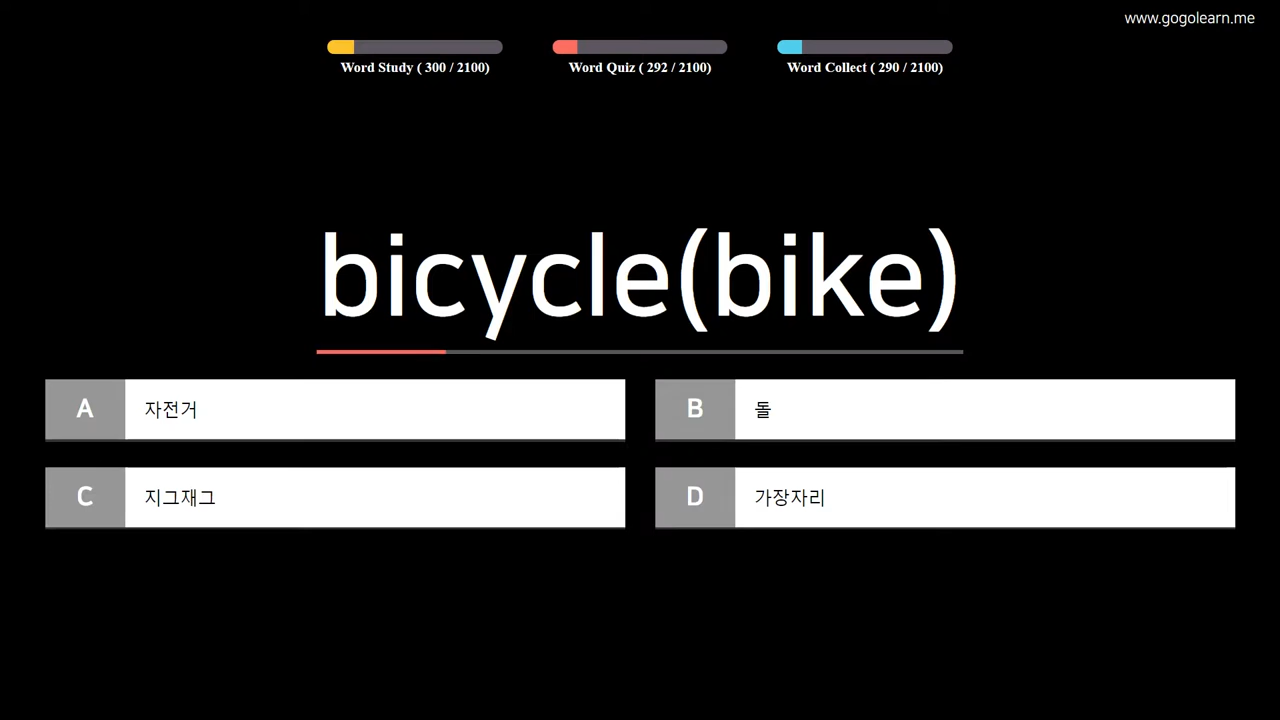 www.gogolearn.me
Word Study ( 300 / 2100)
Word Quiz ( 292 / 2100)
Word Collect ( 290 / 2100)
bicycle(bike)
A 자전거
B 돌
C 지그재그
D 가장자리